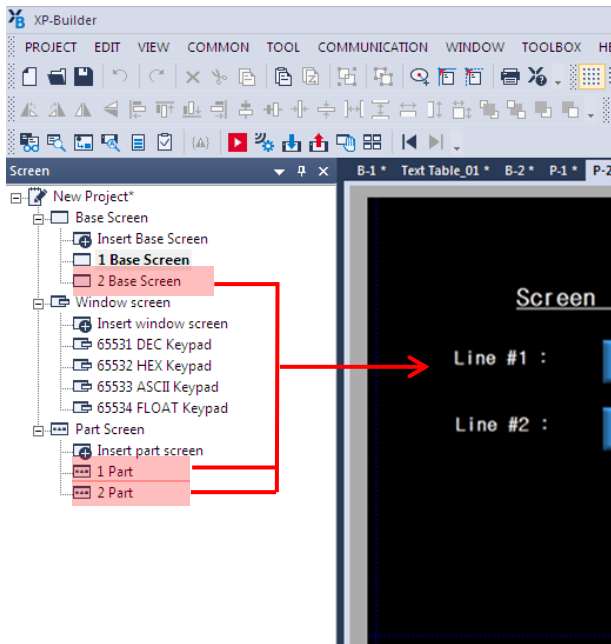 XP-Builder
PROJECT EDIT VIEW COMMON TOOL COMMUNICATION WINDOW TOOLBOX HE
{A}
Screen
B-1 * Text Table_01 * B-2 * P-1 * P-2
New Project*
Base Screen
Insert Base Screen
1 Base Screen
2 Base Screen
Window screen
Insert window screen
65531 DEC Keypad
65532 HEX Keypad
65533 ASCII Keypad
65534 FLOAT Keypad
Part Screen
Insert part screen
1 Part
2 Part
Screen
Line #1 :
Line #2 :